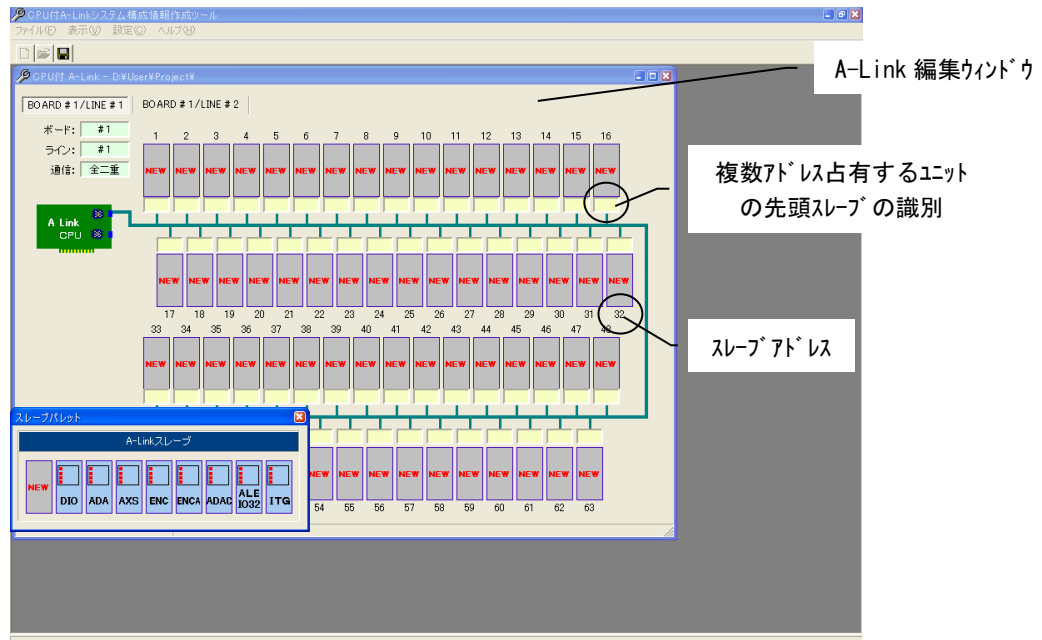 CPU付A-Linkシステム構成情報作成ツール
ファイル(F) 表示(V) 設定(O) ヘルプ(H)
CPU付 A-Link - D:¥User¥Project¥
BOARD #1/LINE #1 BOARD #1/LINE #2
ボード: #1
ライン: #1
通信: 全二重
1 2 3 4 5 6 7 8 9 10 11 12 13 14 15 16
NEW NEW NEW NEW NEW NEW NEW NEW NEW NEW NEW NEW NEW NEW NEW NEW
A Link
CPU
NEW NEW NEW NEW NEW NEW NEW NEW NEW NEW NEW NEW NEW NEW NEW NEW
17 18 19 20 21 22 23 24 25 26 27 28 29 30 31 32
33 34 35 36 37 38 39 40 41 42 43 44 45 46 47 48
NEW NEW NEW NEW NEW NEW NEW NEW NEW NEW NEW NEW NEW NEW NEW NEW
NEW NEW NEW NEW NEW NEW NEW NEW NEW NEW
54 55 56 57 58 59 60 61 62 63
スレーブパレット
A-Linkスレーブ
NEW DIO ADA AXS ENC ENCA ADAC ALE IO32 ITG
A-Link 編集ｳｨﾝﾄﾞｳ
複数ｱﾄﾞﾚｽ占有するﾕﾆｯﾄ
の先頭ｽﾚｰﾌﾞの識別
ｽﾚｰﾌﾞｱﾄﾞﾚｽ